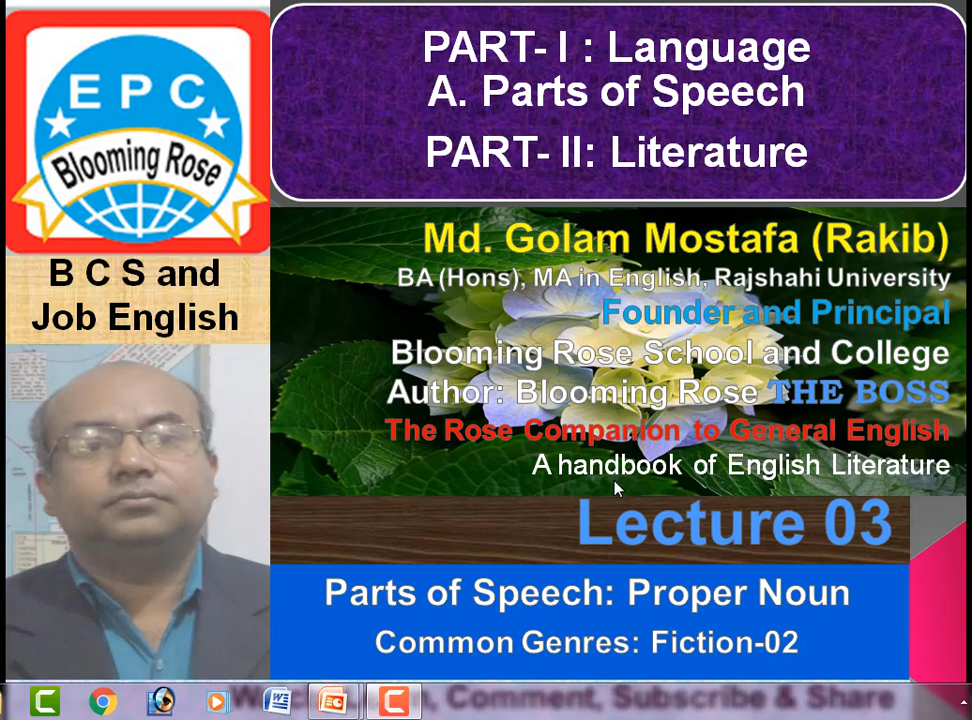 E P C
Blooming Rose
B C S and
Job English
PART- I : Language
A. Parts of Speech
PART- II: Literature
Md. Golam Mostafa (Rakib)
BA (Hons), MA in English, Rajshahi University
Founder and Principal
Blooming Rose School and College
Author: Blooming Rose THE BOSS
The Rose Companion to General English
A handbook of English Literature
Lecture 03
Parts of Speech: Proper Noun
Common Genres: Fiction-02
, Comment, Subscribe & Share